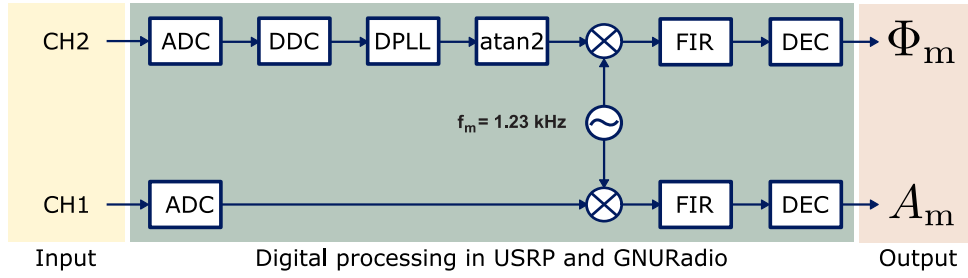 CH2 ADC DDC DPLL atan2 FIR DEC Φm
fm = 1.23 kHz
CH1 ADC FIR DEC Am
Input Digital processing in USRP and GNURadio Output